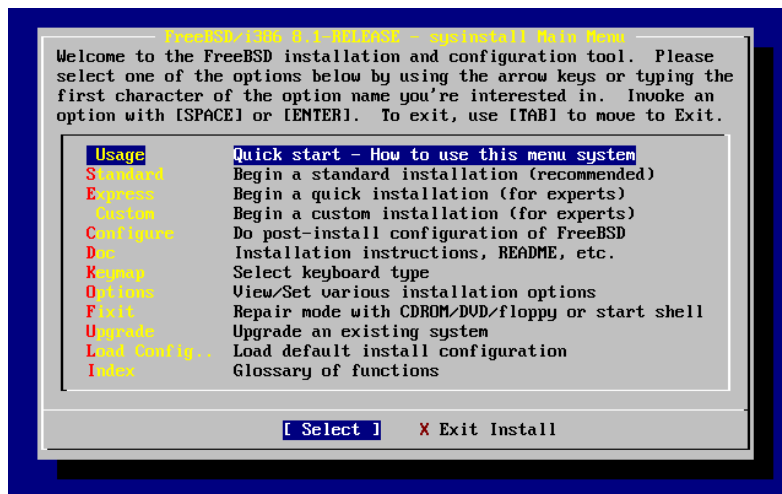 FreeBSD/i386 8.1-RELEASE - sysinstall Main Menu
Welcome to the FreeBSD installation and configuration tool.  Please
select one of the options below by using the arrow keys or typing the
first character of the option name you're interested in.  Invoke an
option with [SPACE] or [ENTER].  To exit, use [TAB] to move to Exit.
Usage Quick start - How to use this menu system
Standard Begin a standard installation (recommended)
Express Begin a quick installation (for experts)
Custom Begin a custom installation (for experts)
Configure Do post-install configuration of FreeBSD
Doc Installation instructions, README, etc.
Keymap Select keyboard type
Options View/Set various installation options
Fixit Repair mode with CDROM/DVD/floppy or start shell
Upgrade Upgrade an existing system
Load Config.. Load default install configuration
Index Glossary of functions
[ Select ] X Exit Install